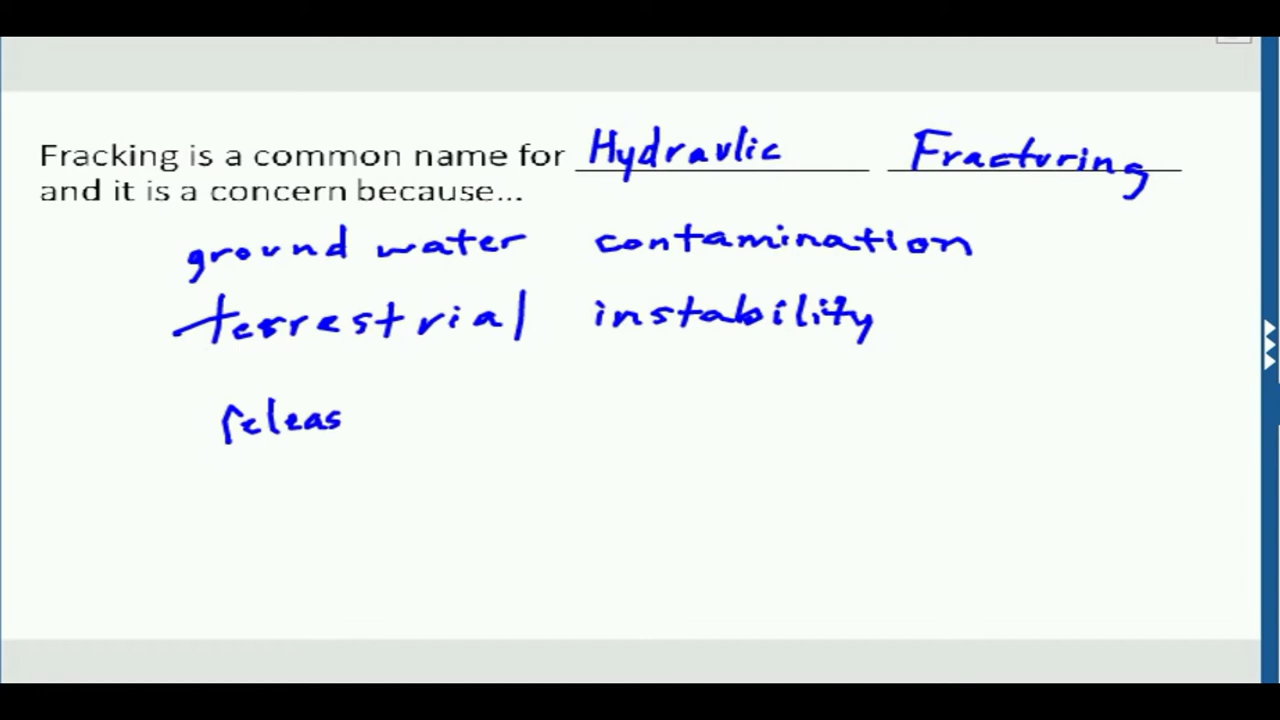 Fracking is a common name for Hydraulic Fracturing
and it is a concern because...
ground water contamination
terrestrial instability
releas